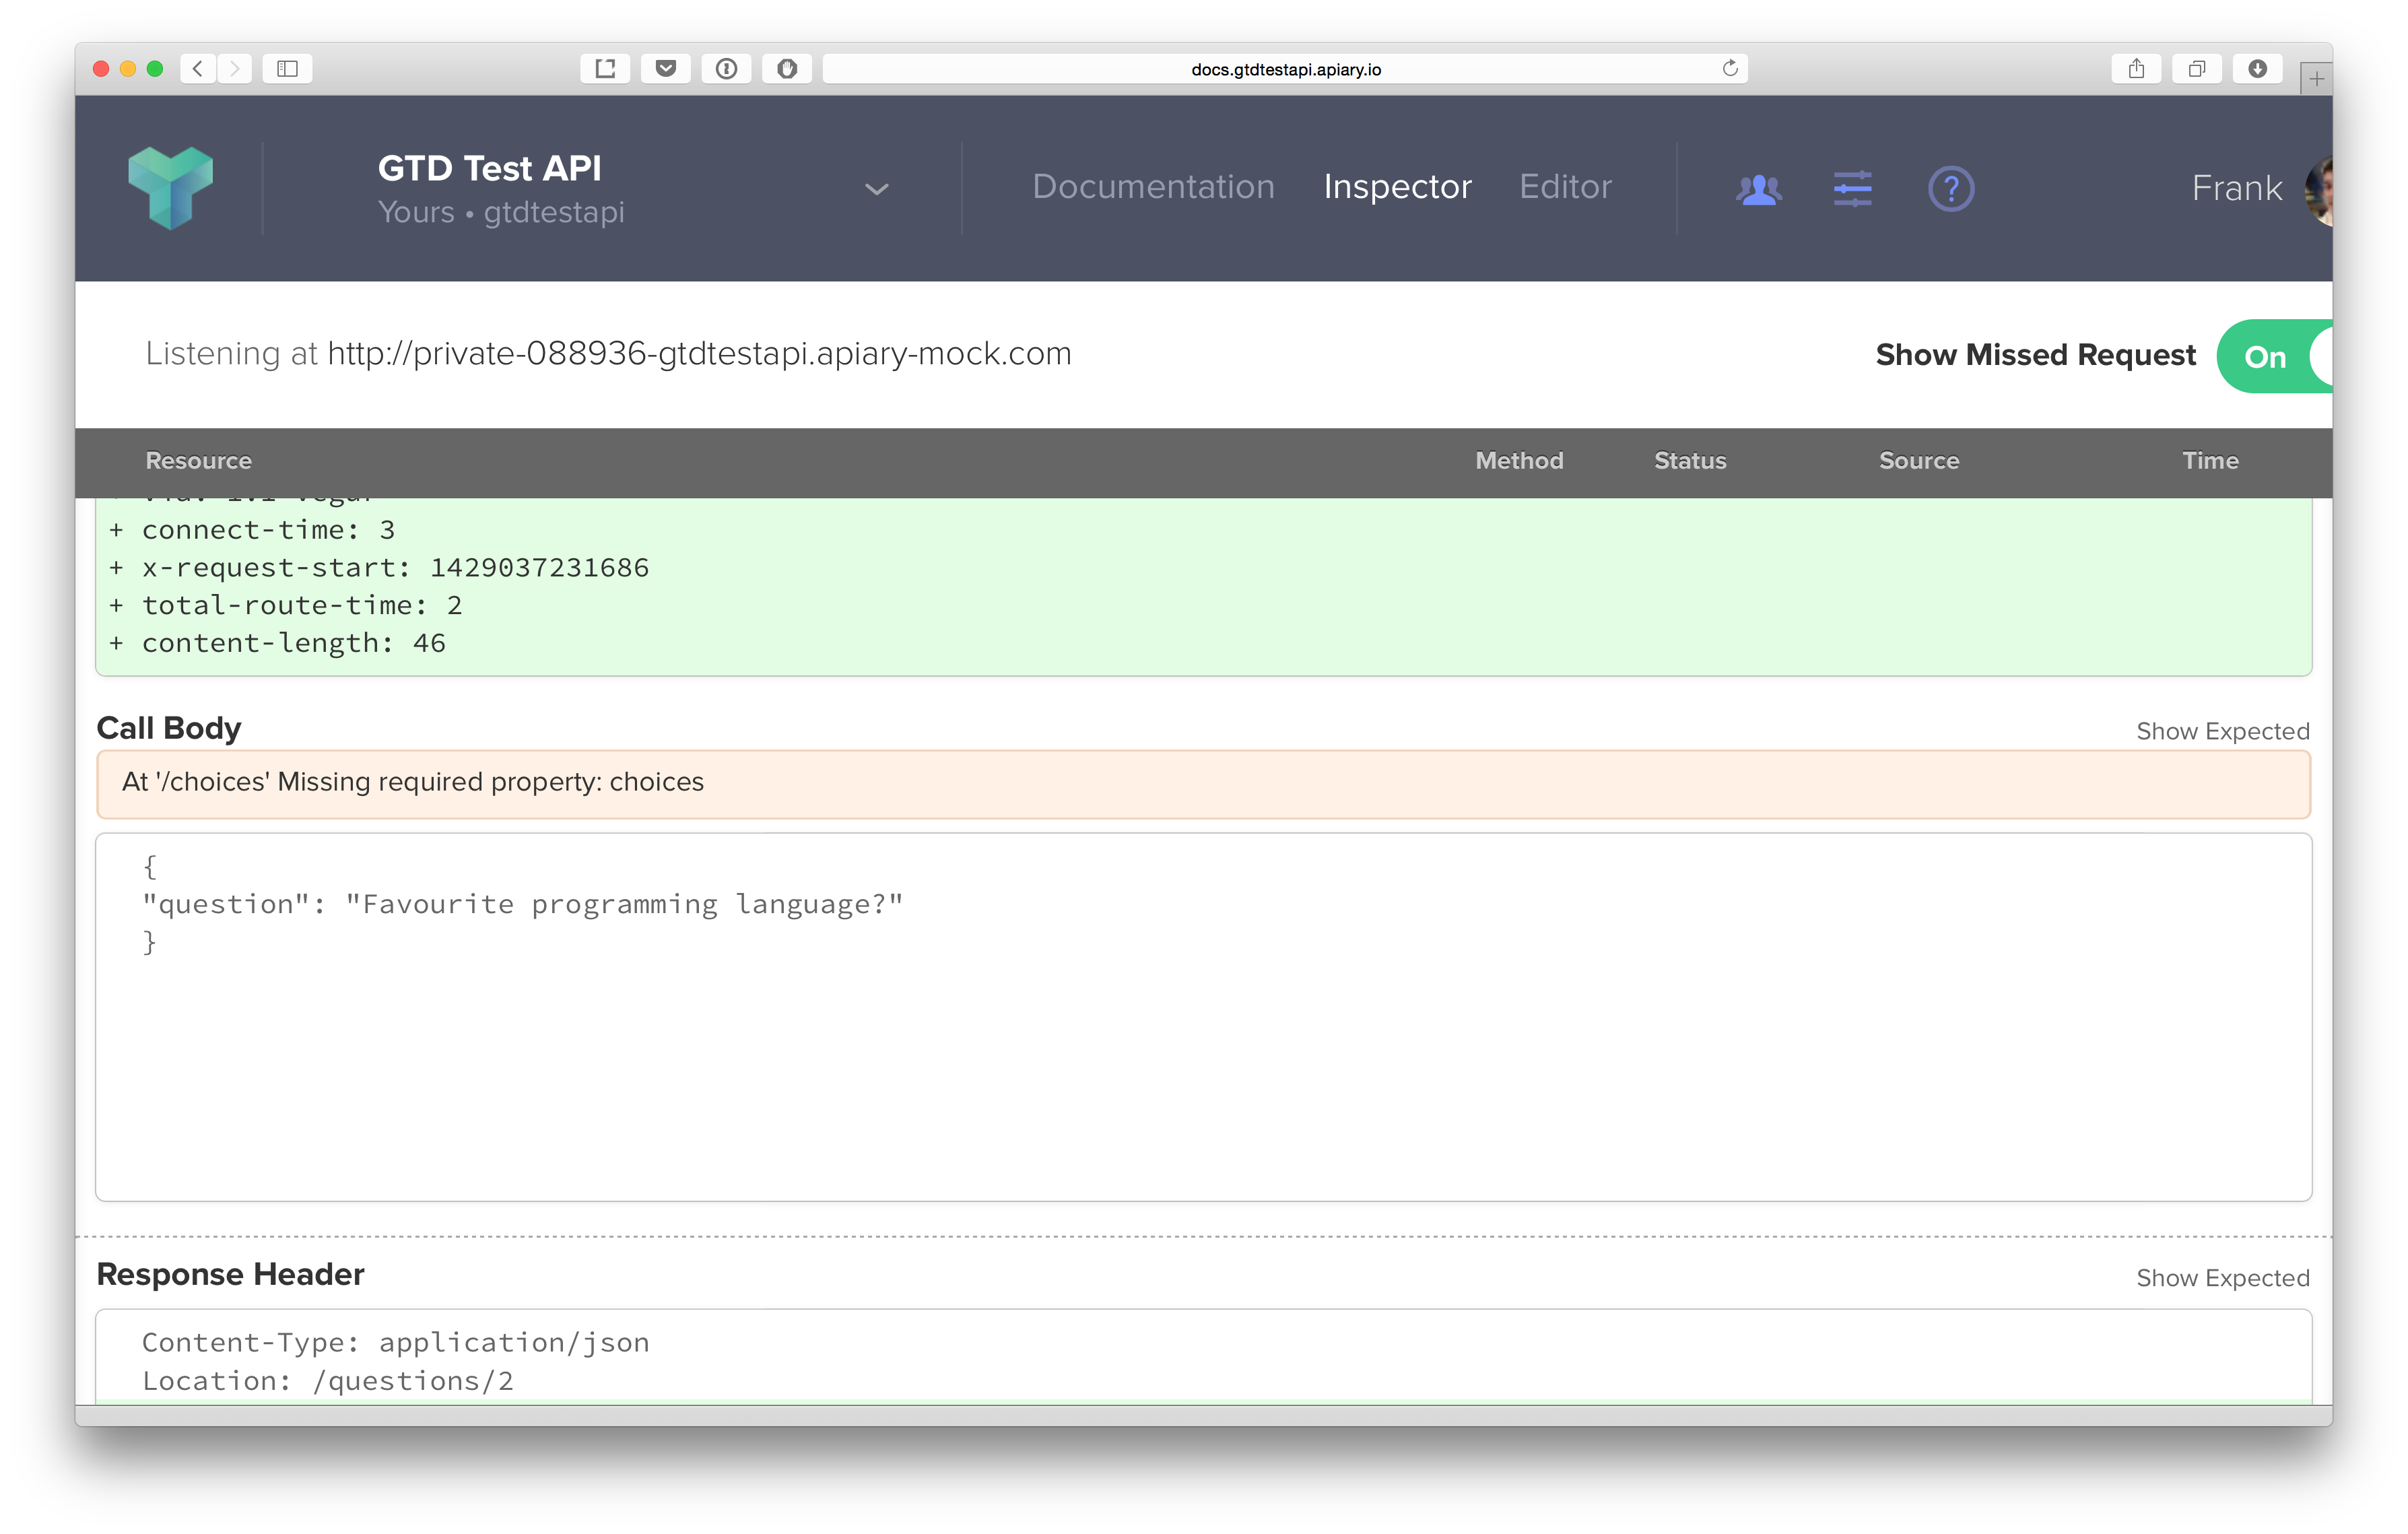 docs.gtdtestapi.apiary.io
GTD Test API
Yours • gtdtestapi
Documentation Inspector Editor
Frank
Listening at http://private-088936-gtdtestapi.apiary-mock.com
Show Missed Request On
Resource Method Status Source Time
+ connect-time: 3
+ x-request-start: 1429037231686
+ total-route-time: 2
+ content-length: 46
Call Body
Show Expected
At '/choices' Missing required property: choices
{
"question": "Favourite programming language?"
}
Response Header
Show Expected
Content-Type: application/json
Location: /questions/2